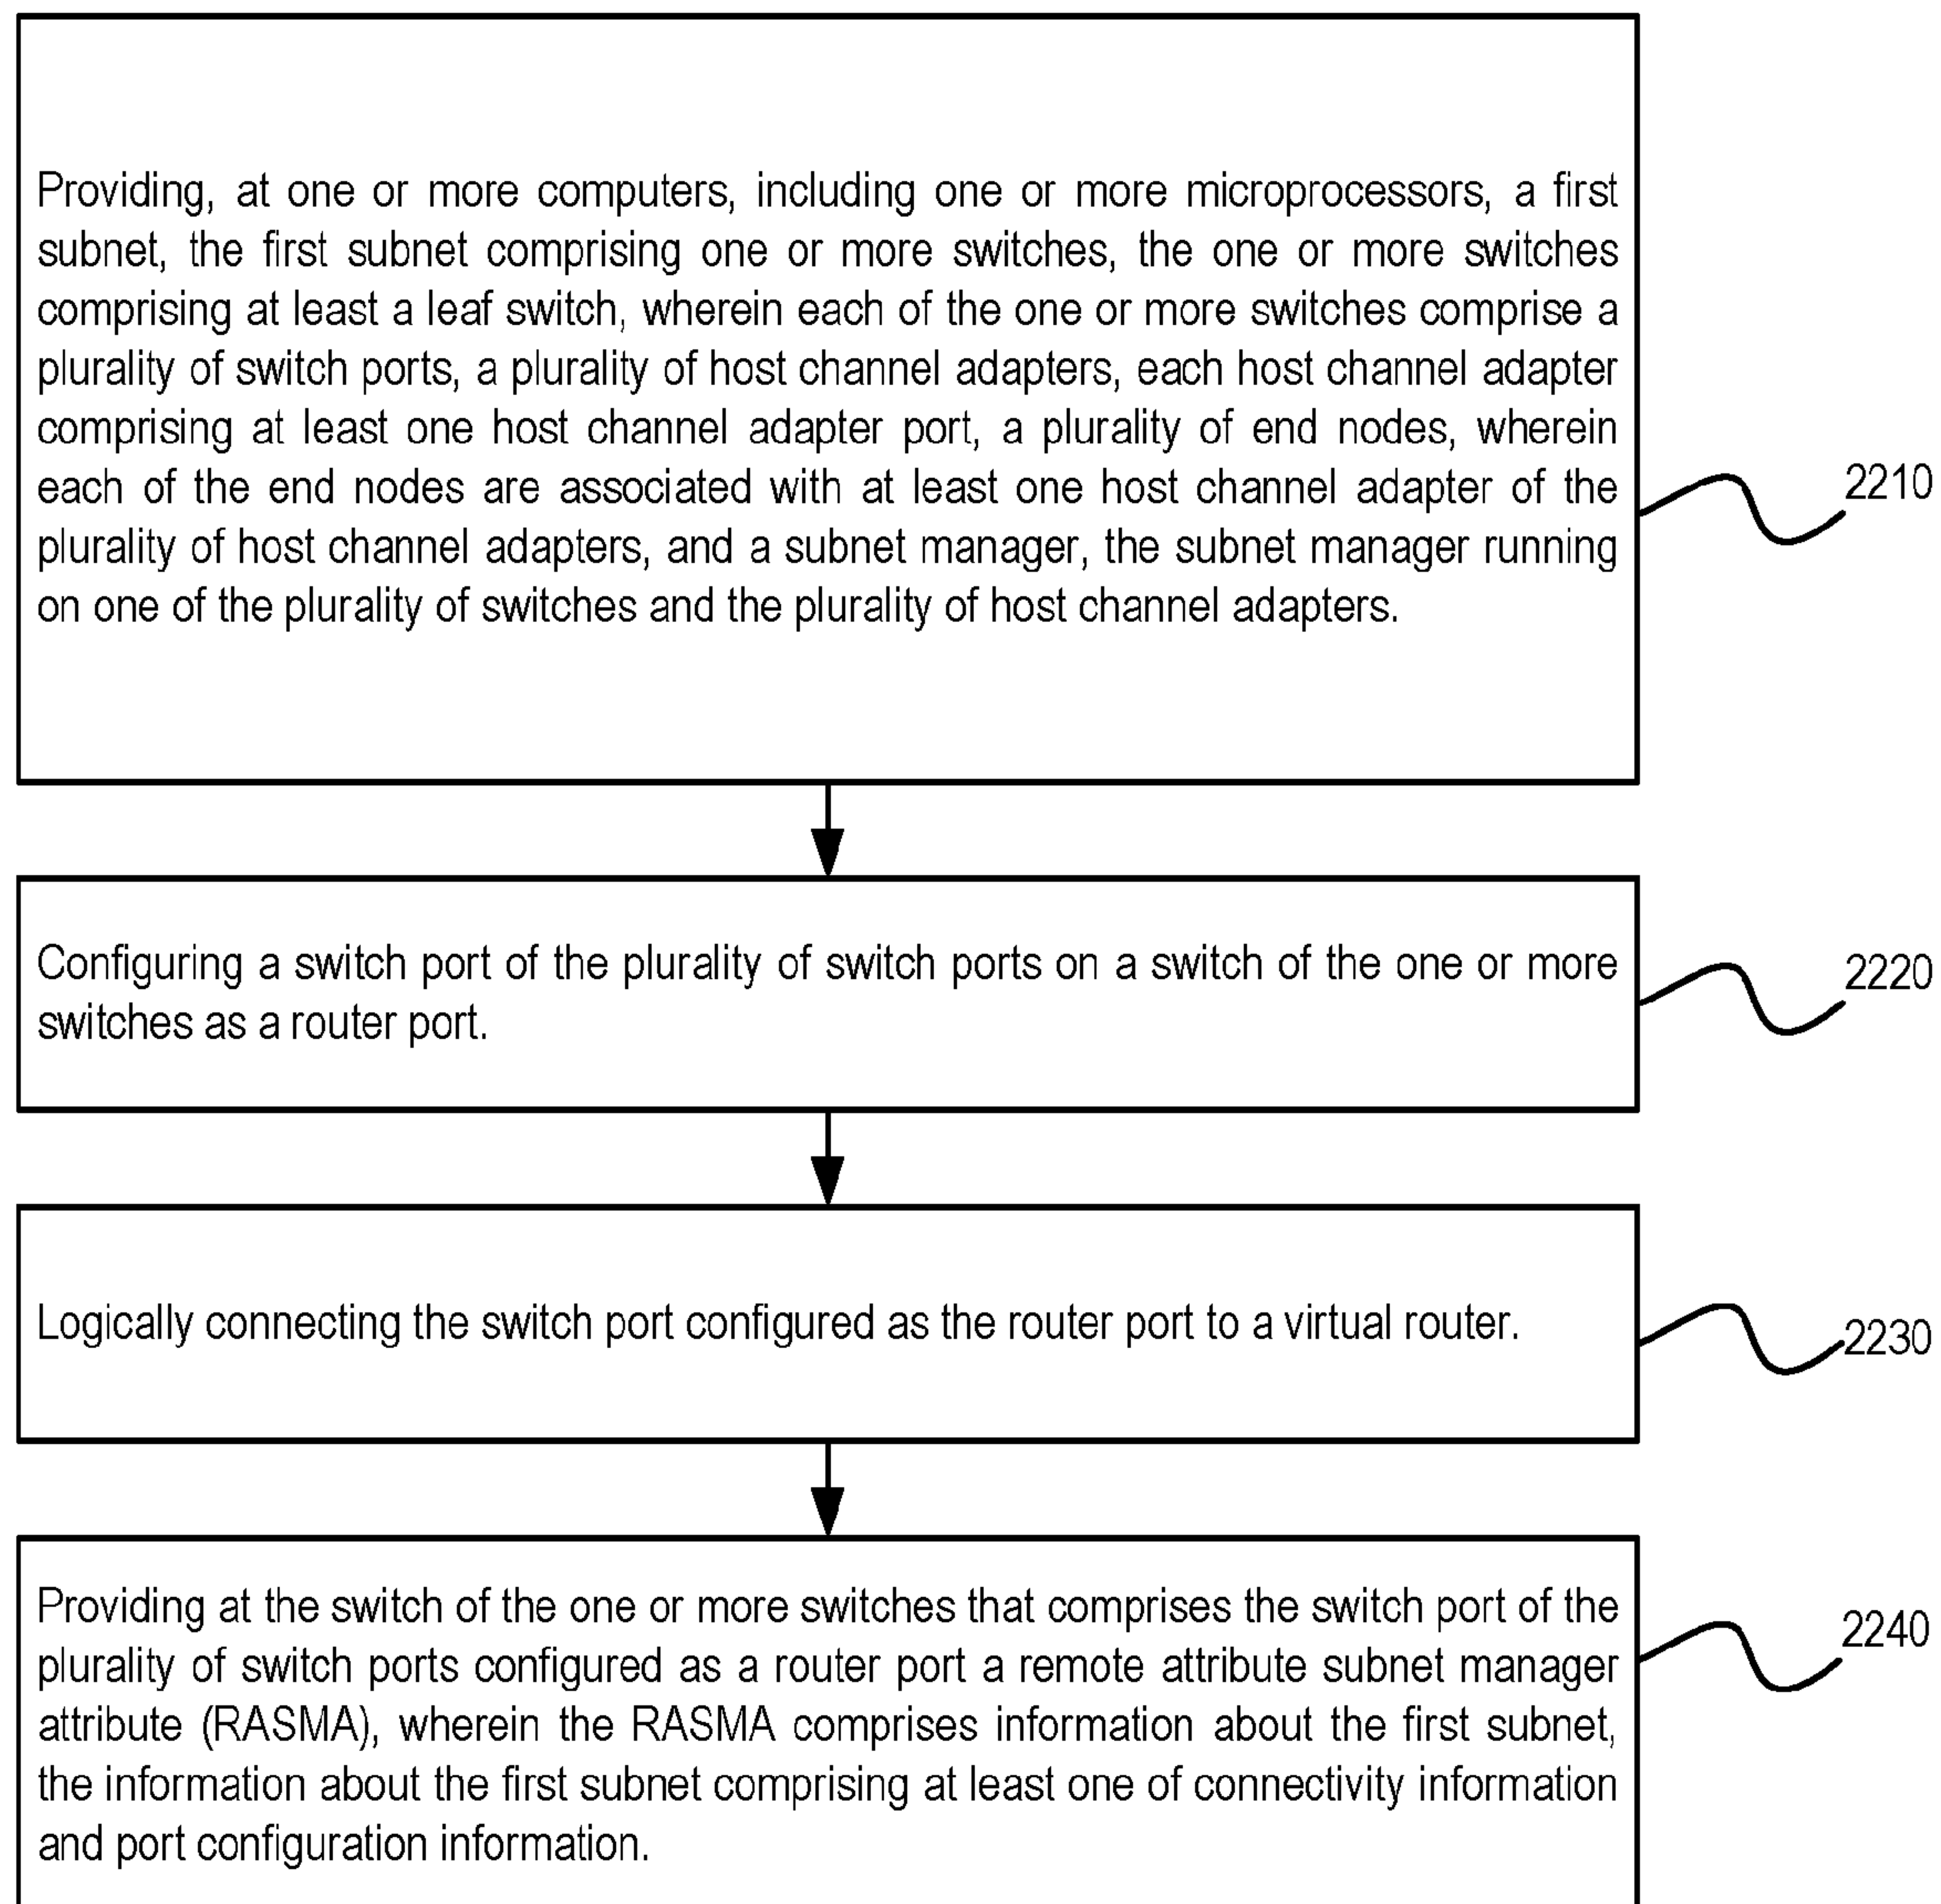 Providing, at one or more computers, including one or more microprocessors, a first
subnet, the first subnet comprising one or more switches, the one or more switches
comprising at least a leaf switch, wherein each of the one or more switches comprise a
plurality of switch ports, a plurality of host channel adapters, each host channel adapter
comprising at least one host channel adapter port, a plurality of end nodes, wherein
each of the end nodes are associated with at least one host channel adapter of the
plurality of host channel adapters, and a subnet manager, the subnet manager running
on one of the plurality of switches and the plurality of host channel adapters.
2210
Configuring a switch port of the plurality of switch ports on a switch of the one or more
switches as a router port.
2220
Logically connecting the switch port configured as the router port to a virtual router.
2230
Providing at the switch of the one or more switches that comprises the switch port of the
plurality of switch ports configured as a router port a remote attribute subnet manager
attribute (RASMA), wherein the RASMA comprises information about the first subnet,
the information about the first subnet comprising at least one of connectivity information
and port configuration information.
2240